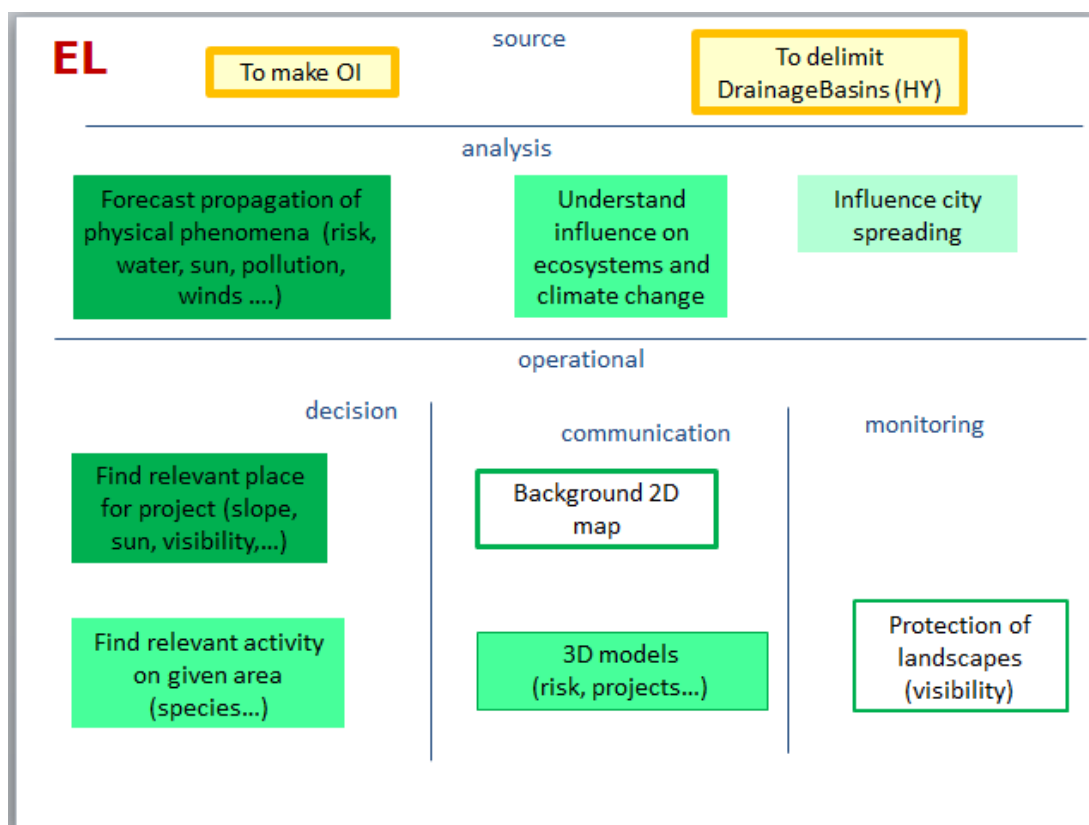 EL
source
To make OI
To delimit
DrainageBasins (HY)
analysis
Forecast propagation of
physical phenomena (risk,
water, sun, pollution,
winds ....)
Understand
influence on
ecosystems and
climate change
Influence city
spreading
operational
decision
communication
monitoring
Find relevant place
for project (slope,
sun, visibility,...)
Background 2D
map
Find relevant activity
on given area
(species...)
3D models
(risk, projects...)
Protection of
landscapes
(visibility)